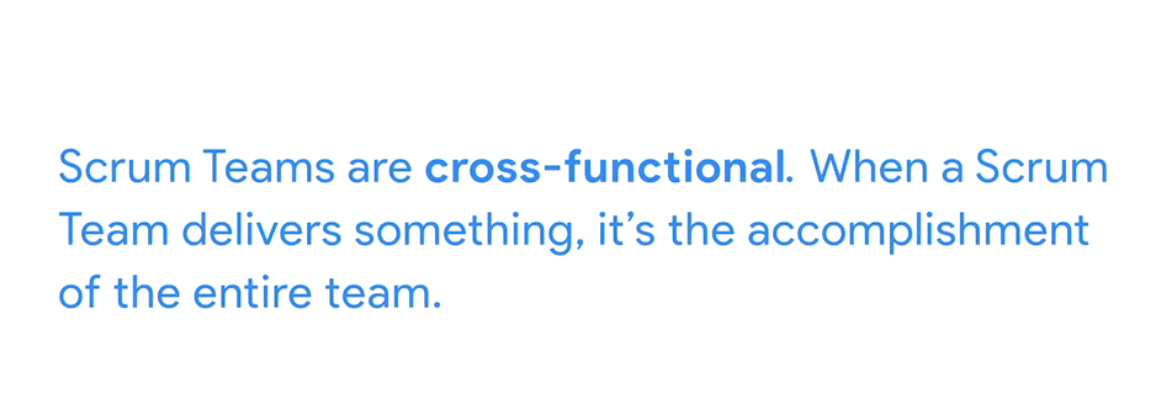 Scrum Teams are cross-functional. When a Scrum
Team delivers something, it’s the accomplishment
of the entire team.